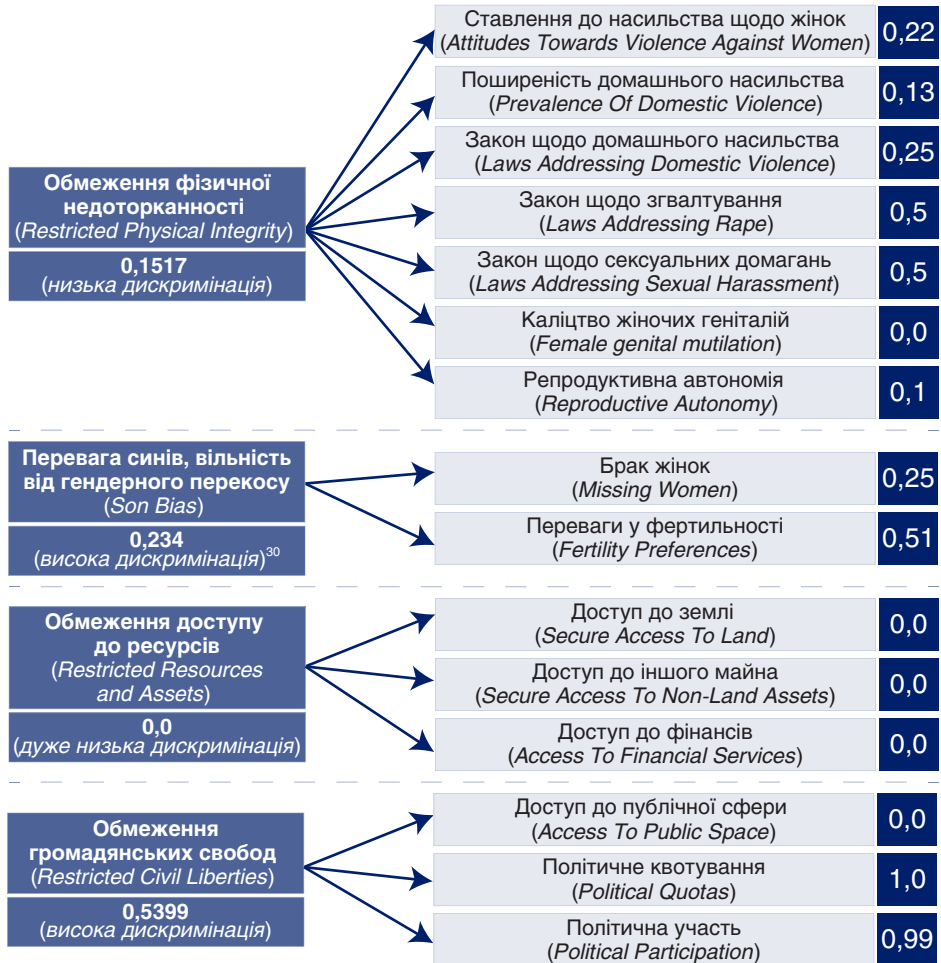 Ставлення до насильства щодо жінок
(Attitudes Towards Violence Against Women)
0,22
Поширеність домашнього насильства
(Prevalence Of Domestic Violence)
0,13
Закон щодо домашнього насильства
(Laws Addressing Domestic Violence)
0,25
Обмеження фізичної
недоторканності
(Restricted Physical Integrity)
0,1517
(низька дискримінація)
Закон щодо згвалтування
(Laws Addressing Rape)
0,5
Закон щодо сексуальних домагань
(Laws Addressing Sexual Harassment)
0,5
Каліцтво жіночих геніталій
(Female genital mutilation)
0,0
Репродуктивна автономія
(Reproductive Autonomy)
0,1
Перевага синів, вільність
від гендерного перекосу
(Son Bias)
0,234
(висока дискримінація)30
Брак жінок
(Missing Women)
0,25
Переваги у фертильності
(Fertility Preferences)
0,51
Обмеження доступу
до ресурсів
(Restricted Resources
and Assets)
0,0
(дуже низька дискримінація)
Доступ до землі
(Secure Access To Land)
0,0
Доступ до іншого майна
(Secure Access To Non-Land Assets)
0,0
Доступ до фінансів
(Access To Financial Services)
0,0
Обмеження
громадянських свобод
(Restricted Civil Liberties)
0,5399
(висока дискримінація)
Доступ до публічної сфери
(Access To Public Space)
0,0
Політичне квотування
(Political Quotas)
1,0
Політична участь
(Political Participation)
0,99